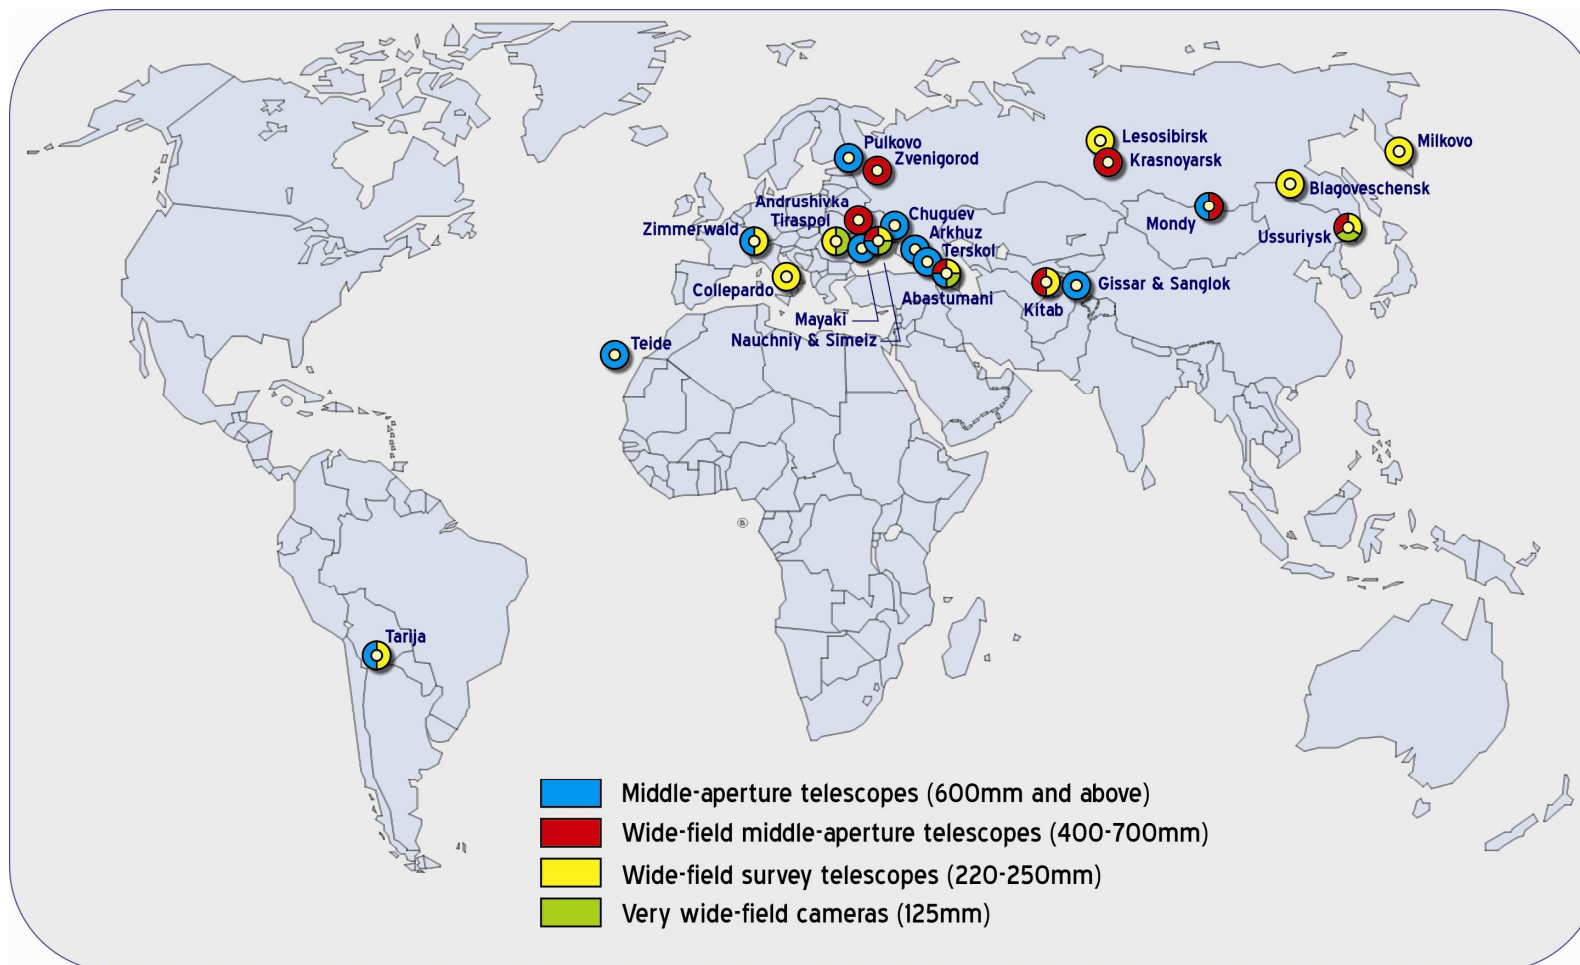 Pulkovo
Zvenigorod
Lesosibirsk
Krasnoyarsk
Milkovo
Blagoveschensk
Andrushivka
Tiraspol
Zimmerwald
Chuguev
Arkhuz
Terskol
Mondy
Ussuriysk
Collepardo
Abastumani
Kitab
Gissar & Sanglok
Mayaki
Nauchniy & Simeiz
Teide
Tarija
Middle-aperture telescopes (600mm and above)
Wide-field middle-aperture telescopes (400-700mm)
Wide-field survey telescopes (220-250mm)
Very wide-field cameras (125mm)